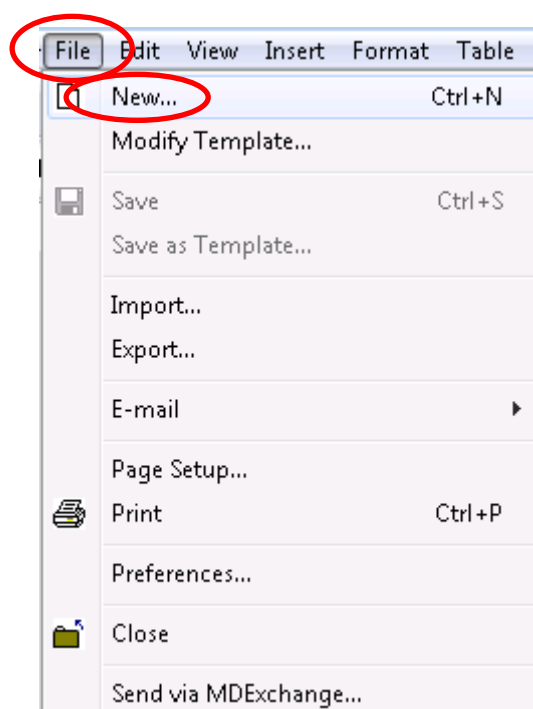 File Edit View Insert Format Table
New... Ctrl+N
Modify Template...
Save Ctrl+S
Save as Template...
Import...
Export...
E-mail
Page Setup...
Print Ctrl+P
Preferences...
Close
Send via MDExchange...